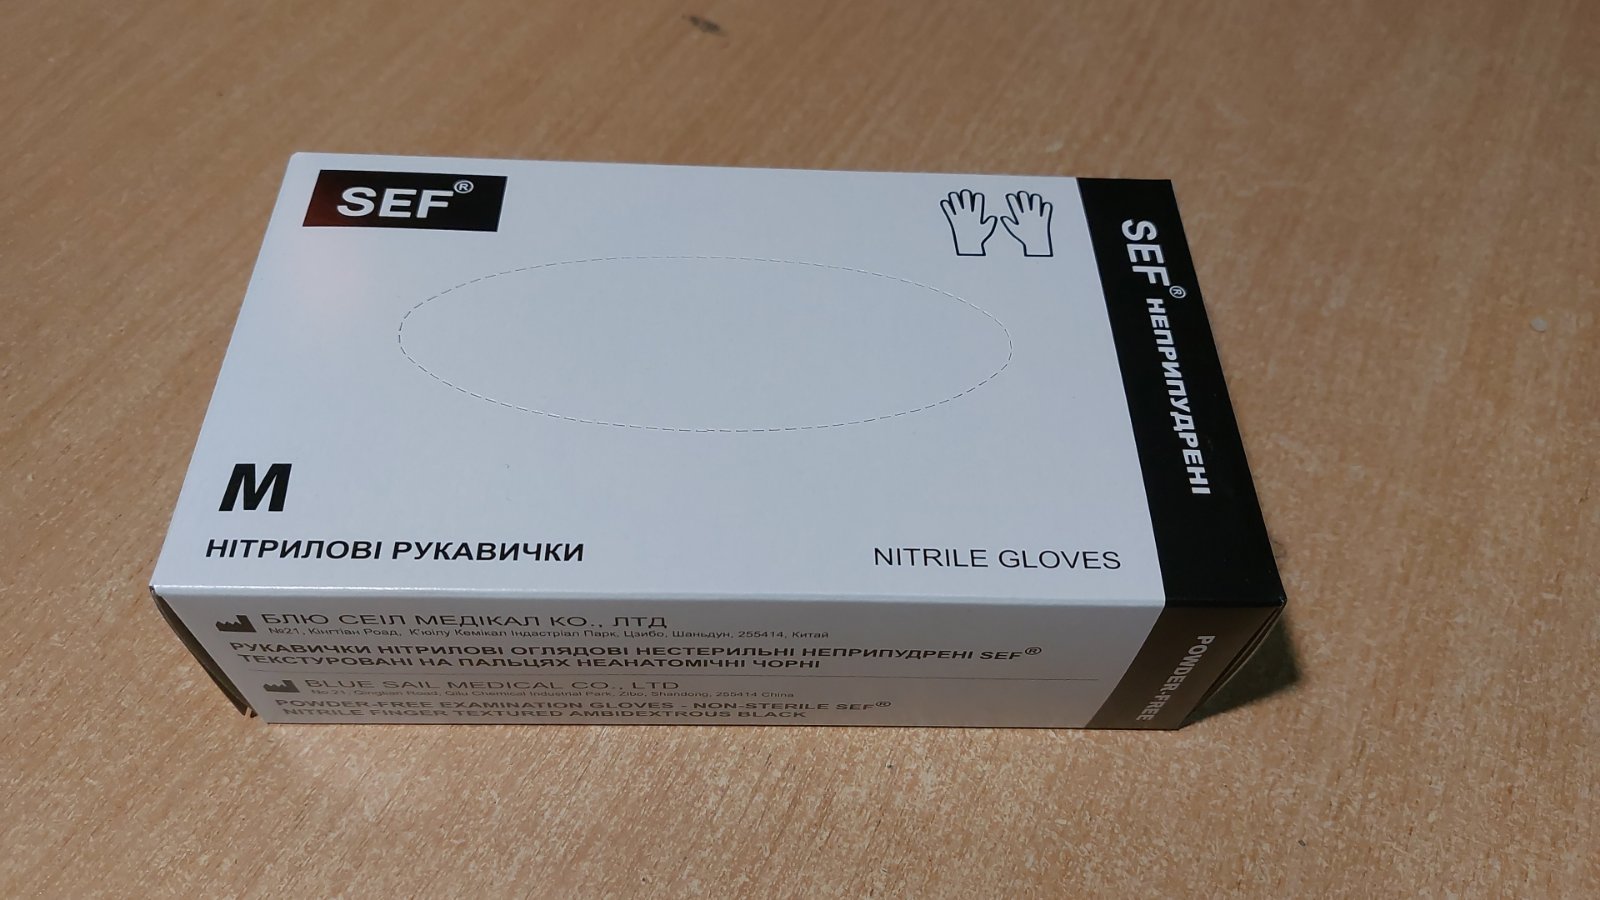 SEF®
M
НІТРИЛОВІ РУКАВИЧКИ
NITRILE GLOVES
SEF® НЕПРИПУДРЕНІ
БЛЮ СЕІЛ МЕДІКАЛ КО., ЛТД
№21, Кінгтіан Роад, К'юілу Кемікал Індастріал Парк, Цзибо, Шаньдун, 255414, Китай
РУКАВИЧКИ НІТРИЛОВІ ОГЛЯДОВІ НЕСТЕРИЛЬНІ НЕПРИПУДРЕНІ SEF®
ТЕКСТУРОВАНІ НА ПАЛЬЦЯХ НЕАНАТОМІЧНІ ЧОРНІ
BLUE SAIL MEDICAL CO., LTD
No 21, Qingtian Road, Qilu Chemical Industrial Park, Zibo, Shandong, 255414 China
POWDER-FREE EXAMINATION GLOVES - NON-STERILE SEF®
NITRILE FINGER TEXTURED AMBIDEXTROUS BLACK
POWDER-FREE